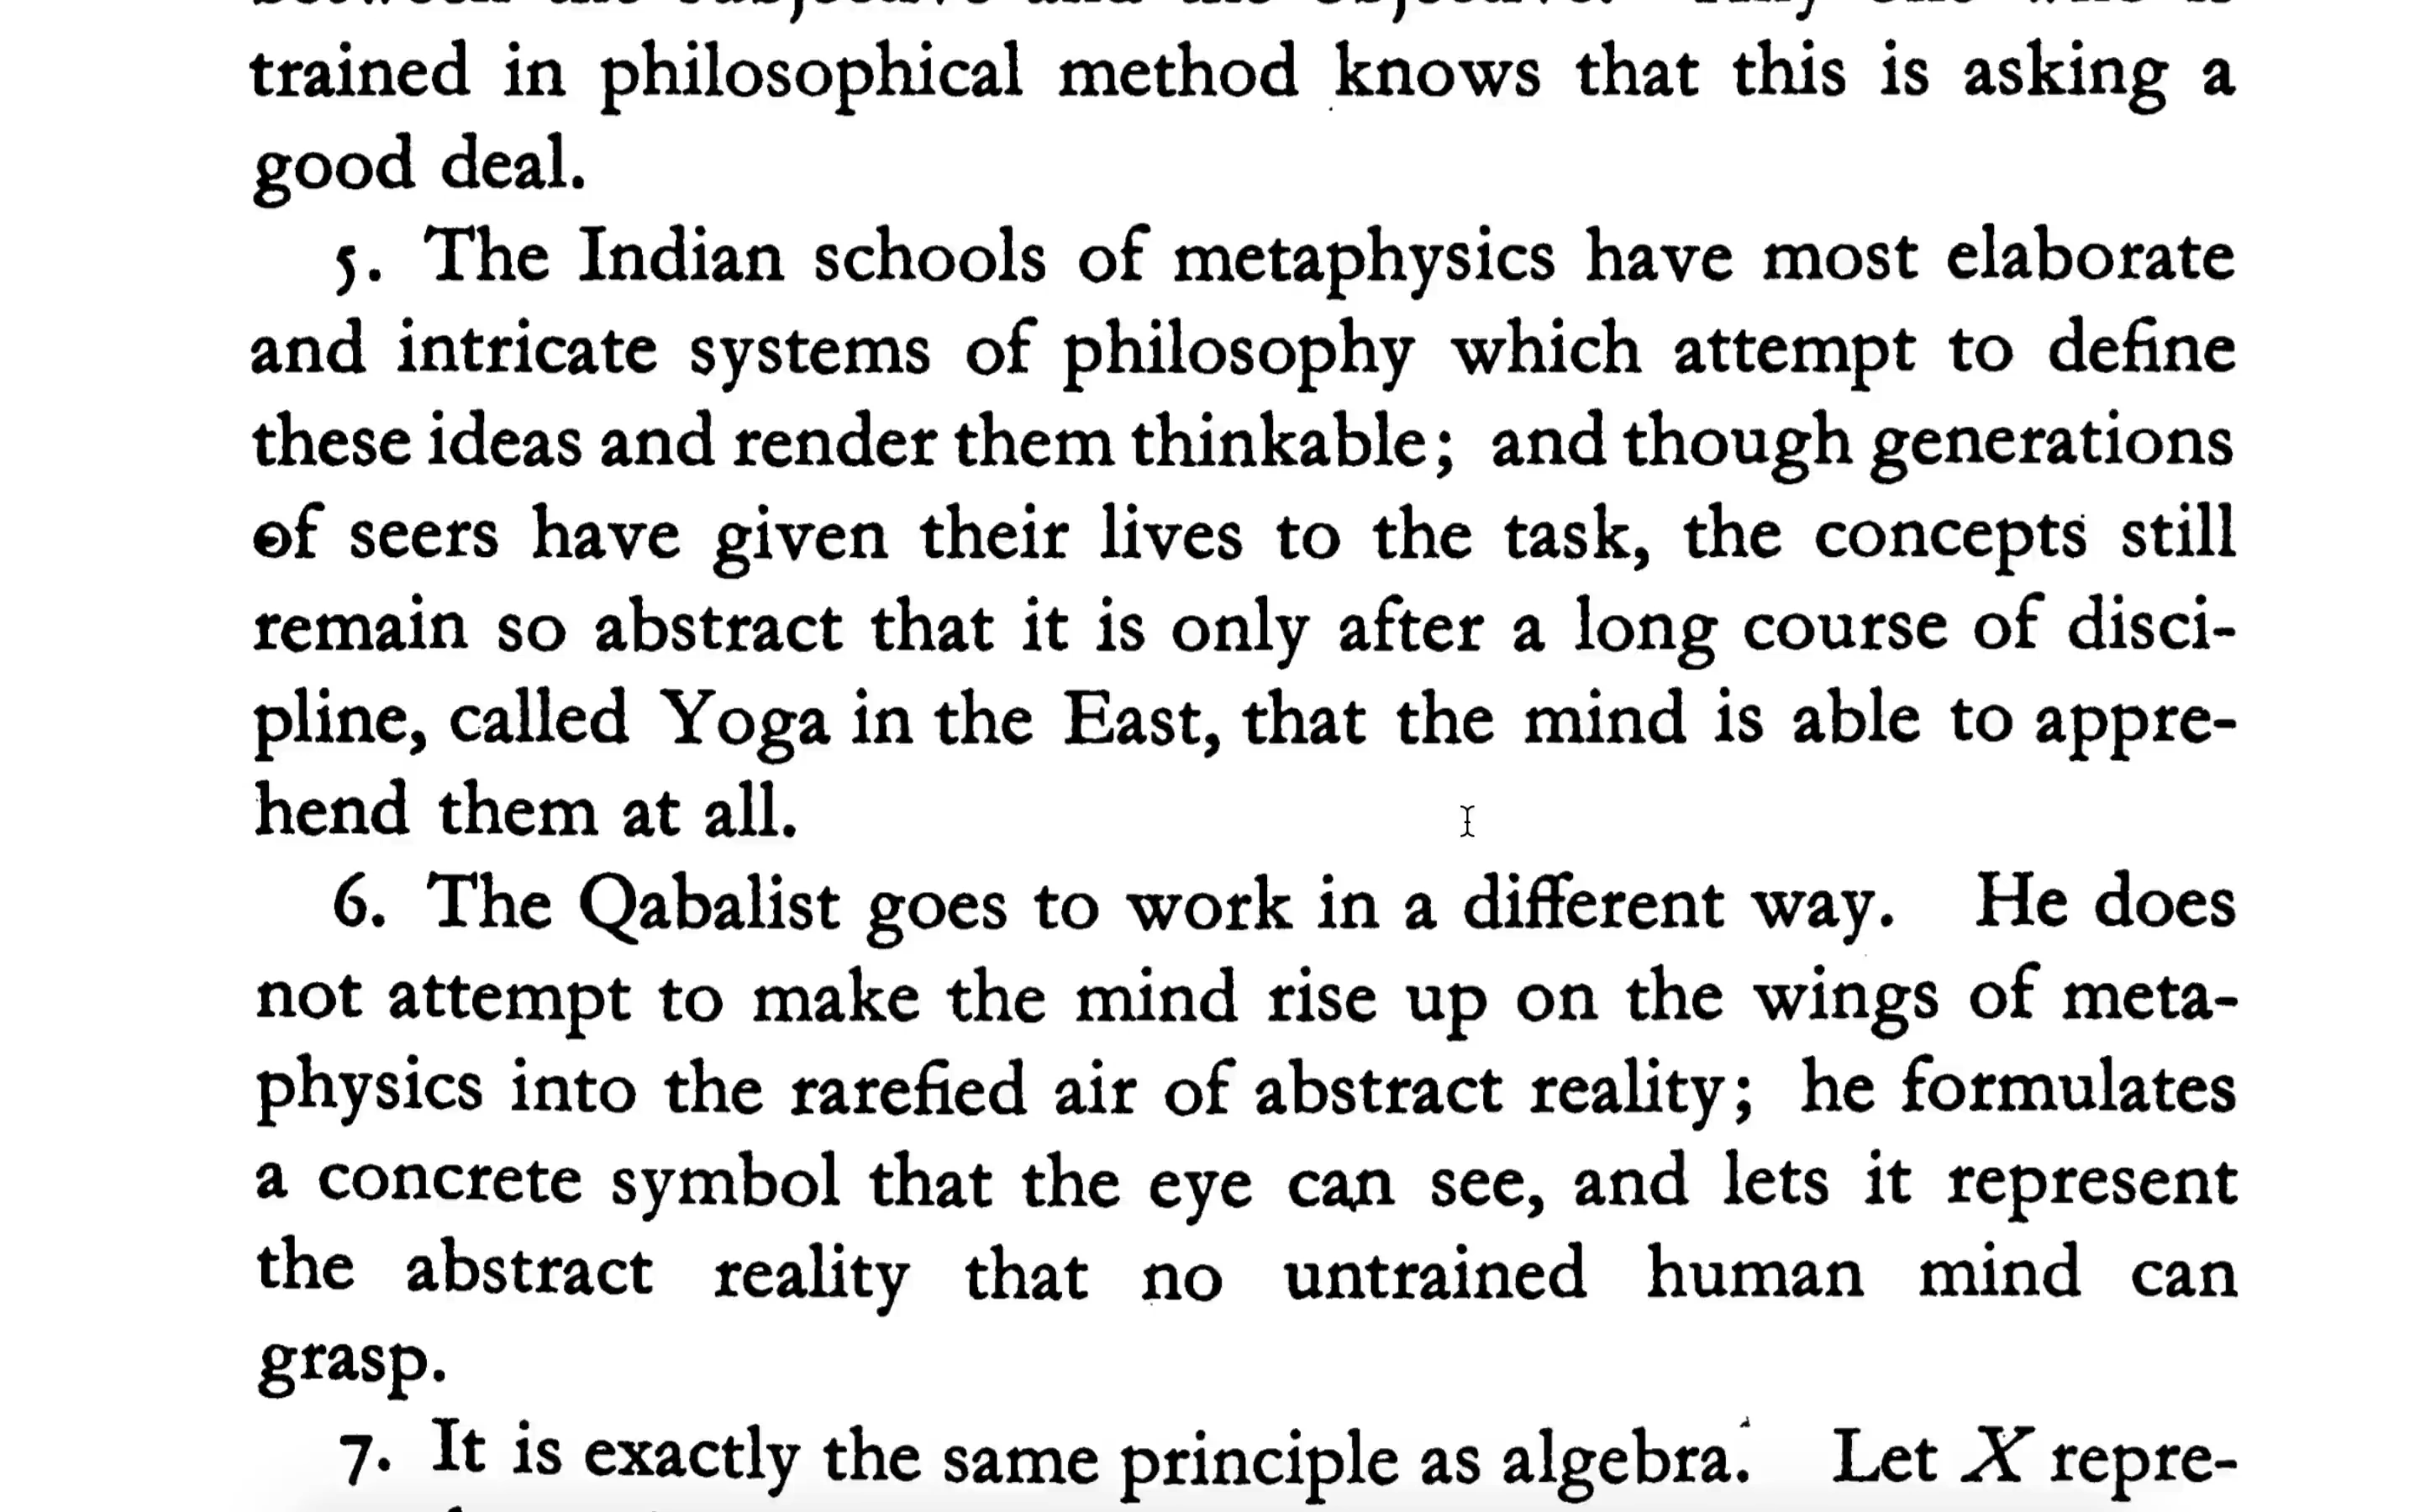 trained in philosophical method knows that this is asking a
good deal.
5. The Indian schools of metaphysics have most elaborate
and intricate systems of philosophy which attempt to define
these ideas and render them thinkable; and though generations
of seers have given their lives to the task, the concepts still
remain so abstract that it is only after a long course of disci-
pline, called Yoga in the East, that the mind is able to appre-
hend them at all.
6. The Qabalist goes to work in a different way. He does
not attempt to make the mind rise up on the wings of meta-
physics into the rarefied air of abstract reality; he formulates
a concrete symbol that the eye can see, and lets it represent
the abstract reality that no untrained human mind can
grasp.
7. It is exactly the same principle as algebra. Let X repre-